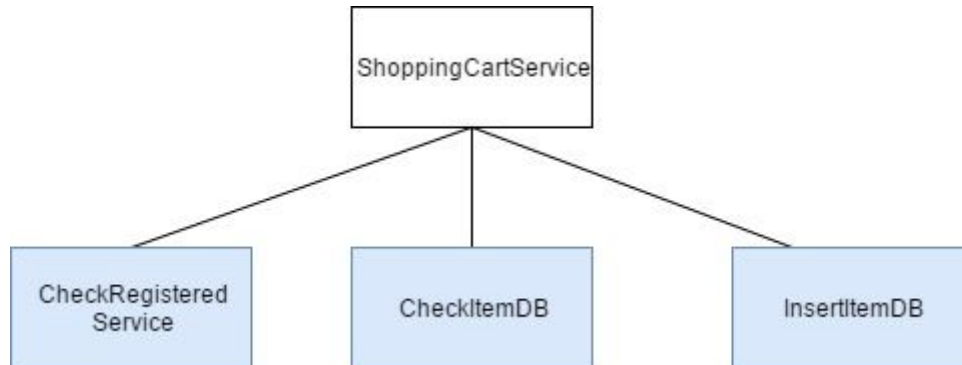 ShoppingCartService
CheckRegistered
Service
CheckItemDB
InsertItemDB